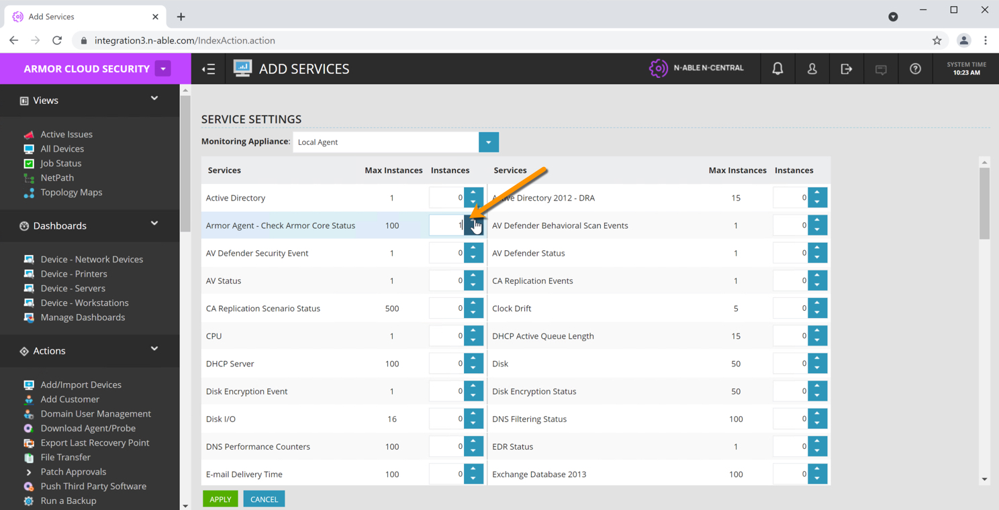 Add Services
integration3.n-able.com/IndexAction.action
ARMOR CLOUD SECURITY
ADD SERVICES
N-ABLE N-CENTRAL
SYSTEM TIME
10:23 AM
Views
Active Issues
All Devices
Job Status
NetPath
Topology Maps
Dashboards
Device - Network Devices
Device - Printers
Device - Servers
Device - Workstations
Manage Dashboards
Actions
Add/Import Devices
Add Customer
Domain User Management
Download Agent/Probe
Export Last Recovery Point
File Transfer
Patch Approvals
Push Third Party Software
Run a Backup
SERVICE SETTINGS
Monitoring Appliance: Local Agent
Services Max Instances Instances Services Max Instances Instances
Active Directory 1 0 Active Directory 2012 - DRA 15 0
Armor Agent - Check Armor Core Status 100 1 AV Defender Behavioral Scan Events 1 0
AV Defender Security Event 1 0 AV Defender Status 1 0
AV Status 1 0 CA Replication Events 1 0
CA Replication Scenario Status 500 0 Clock Drift 5 0
CPU 1 0 DHCP Active Queue Length 15 0
DHCP Server 100 0 Disk 50 0
Disk Encryption Event 1 0 Disk Encryption Status 50 0
Disk I/O 16 0 DNS Filtering Status 100 0
DNS Performance Counters 100 0 EDR Status 1 0
E-mail Delivery Time 100 0 Exchange Database 2013 100 0
APPLY CANCEL